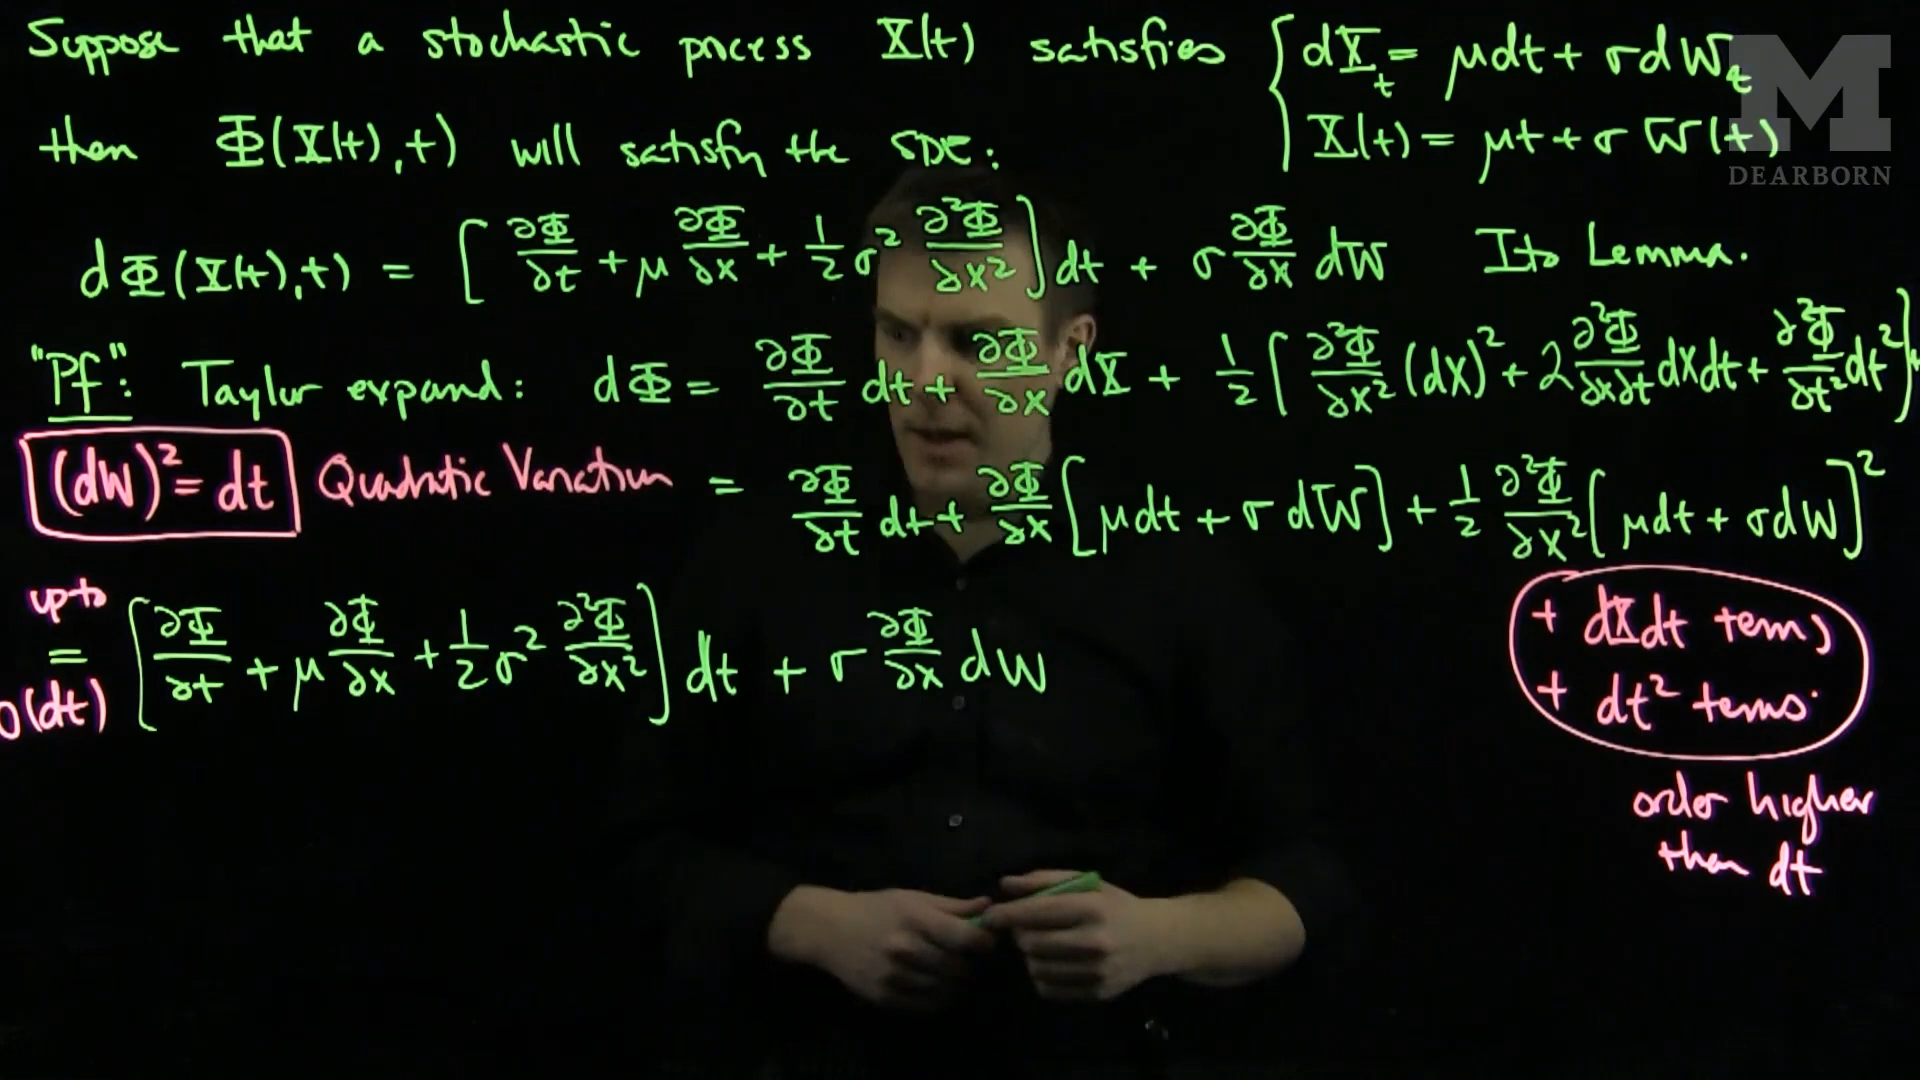 Suppose that a stochastic process X(t) satisfies { dX_t = μdt + σdW_t
X(t) = μt + σW(t)
then Φ(X(t),t) will satisfy the SDE:
M
DEARBORN
dΦ(X(t),t) = [∂Φ/∂t + μ ∂Φ/∂x + 1/2 σ² ∂²Φ/∂x²] dt + σ ∂Φ/∂x dW Ito Lemma.
"Pf": Taylor expand: dΦ = ∂Φ/∂t dt + ∂Φ/∂x dX + 1/2 [∂²Φ/∂x² (dX)² + 2 ∂²Φ/∂x∂t dXdt + ∂²Φ/∂t² dt²]
(dW)² = dt Quadratic Variation = ∂Φ/∂t dt + ∂Φ/∂x [μdt + σdW] + 1/2 ∂²Φ/∂x² [μdt + σdW]²
+ dXdt terms
+ dt² terms.
up to
= [∂Φ/∂t + μ ∂Φ/∂x + 1/2 σ² ∂²Φ/∂x²] dt + σ ∂Φ/∂x dW
O(dt)
order higher
than dt